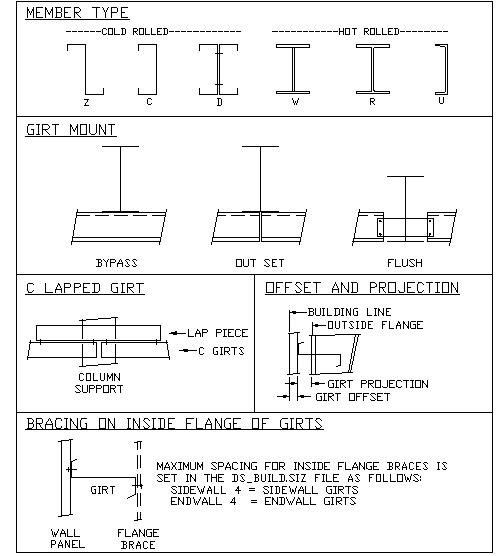 MEMBER TYPE
COLD ROLLED
HOT ROLLED
Z C D W R U
GIRT MOUNT
BYPASS OUT SET FLUSH
C LAPPED GIRT
LAP PIECE
C GIRTS
COLUMN
SUPPORT
OFFSET AND PROJECTION
BUILDING LINE
OUTSIDE FLANGE
GIRT PROJECTION
GIRT OFFSET
BRACING ON INSIDE FLANGE OF GIRTS
GIRT
WALL
PANEL
FLANGE
BRACE
MAXIMUM SPACING FOR INSIDE FLANGE BRACES IS
SET IN THE DS_BUILD.SIZ FILE AS FOLLOWS:
SIDEWALL 4 = SIDEWALL GIRTS
ENDWALL 4 = ENDWALL GIRTS